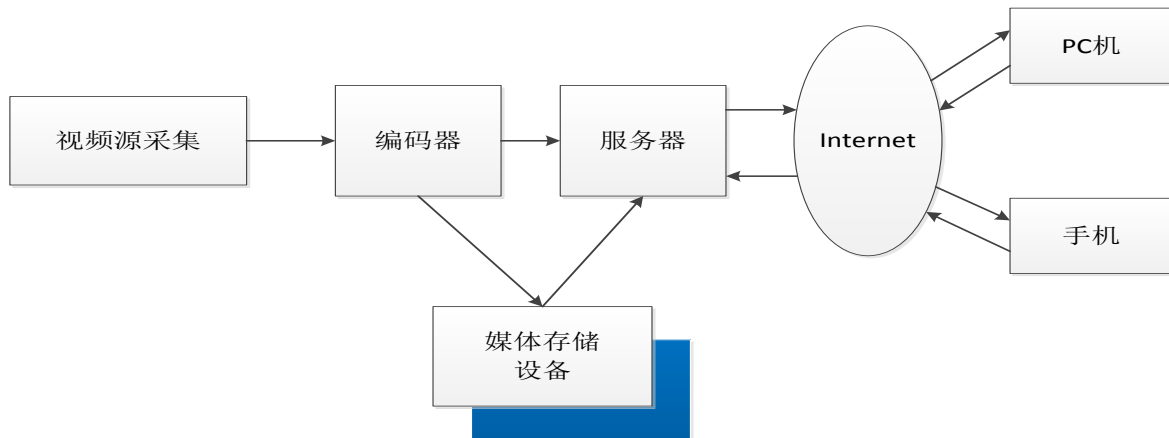 PC机
视频源采集
编码器
服务器
Internet
手机
媒体存储
设备